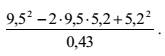 9,5² − 2 · 9,5 · 5,2 + 5,2²
0,43 .